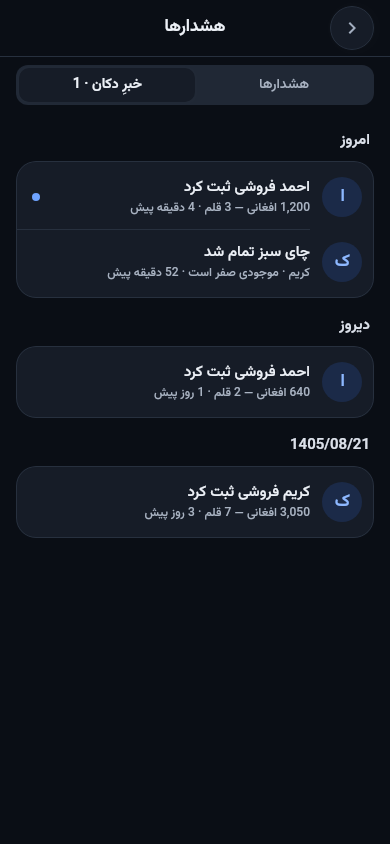 هشدارها
هشدارها
خبرِ دکان · 1
امروز
ا
احمد فروشی ثبت کرد
1,200 افغانی — 3 قلم · 4 دقیقه پیش
ک
چای سبز تمام شد
کریم · موجودی صفر است · 52 دقیقه پیش
دیروز
ا
احمد فروشی ثبت کرد
640 افغانی — 2 قلم · 1 روز پیش
1405/08/21
ک
کریم فروشی ثبت کرد
3,050 افغانی — 7 قلم · 3 روز پیش